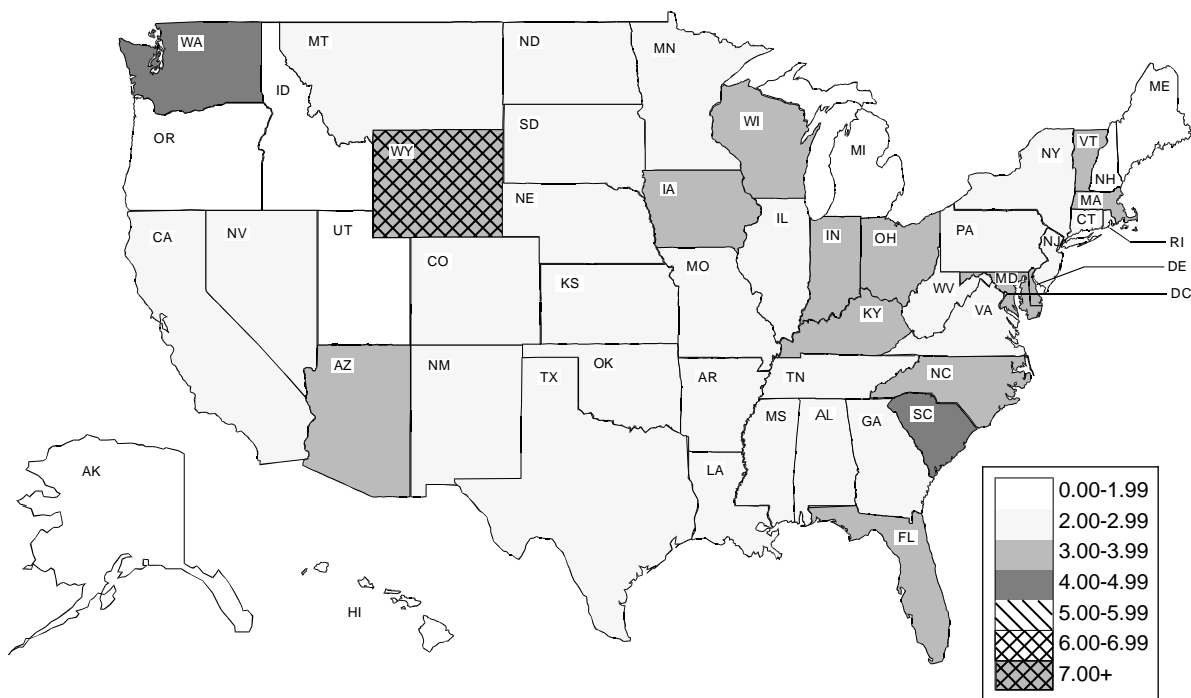 WA
MT
ND
MN
ME
ID
OR
SD
WI
MI
VT
NY
NH
WY
IA
NE
MA
CT
PA
NJ
RI
CA
NV
UT
CO
IL
IN
OH
DE
MD
DC
KS
MO
WV
VA
KY
AZ
NM
TX
OK
AR
TN
NC
MS
AL
GA
SC
LA
AK
FL
HI
0.00-1.99
2.00-2.99
3.00-3.99
4.00-4.99
5.00-5.99
6.00-6.99
7.00+